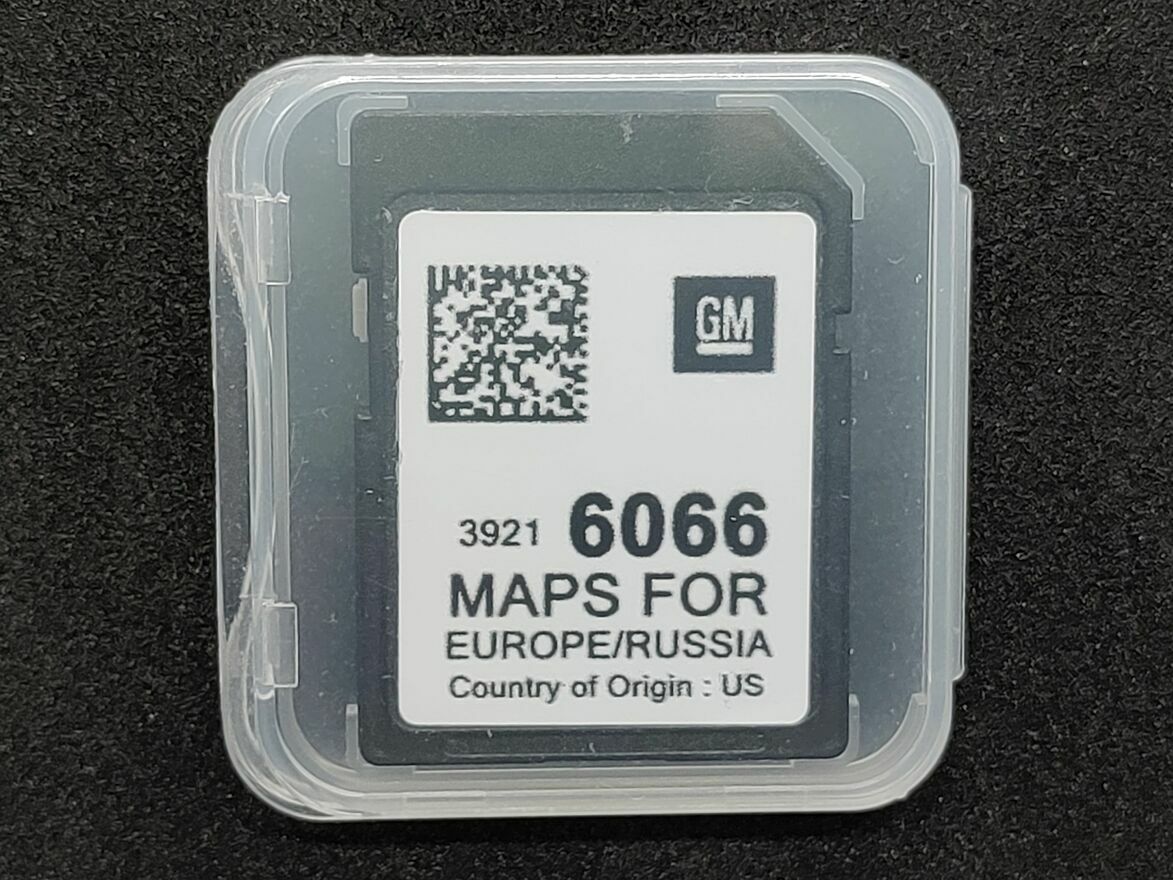 GM
3921 6066
MAPS FOR
EUROPE/RUSSIA
Country of Origin : US